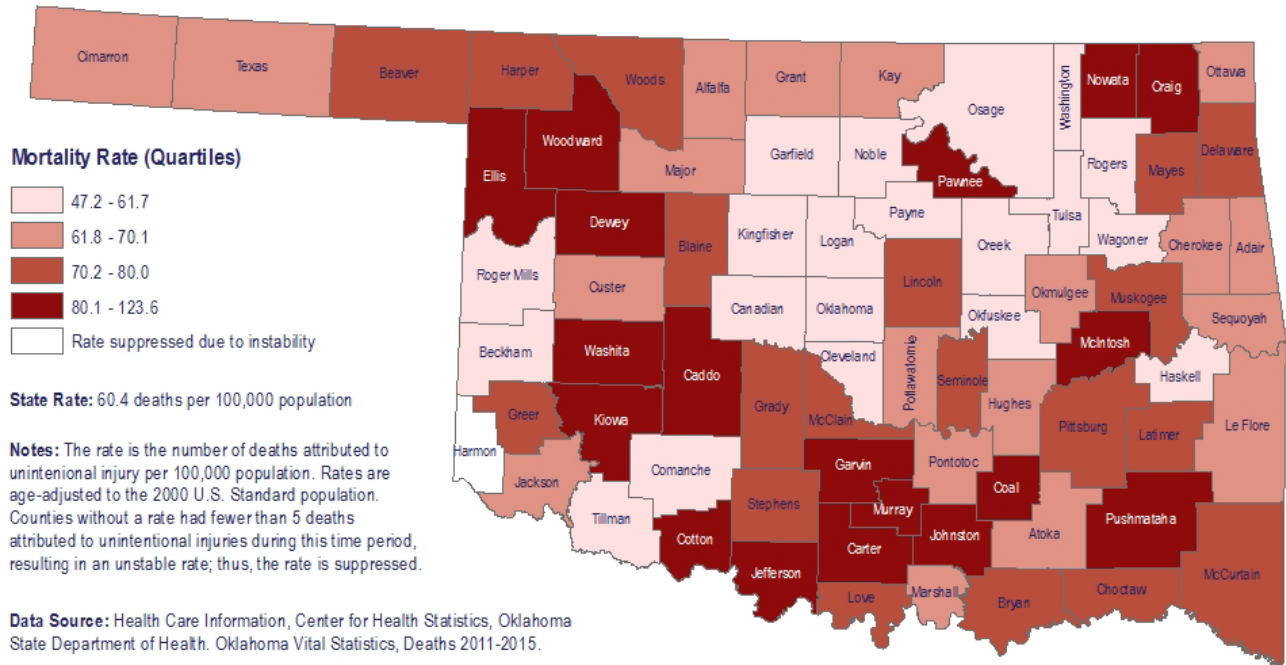 Cimarron
Texas
Beaver
Harper
Woods
Alfalfa
Grant
Kay
Osage
Washington
Nowata
Craig
Ottawa
Mortality Rate (Quartiles)
47.2 - 61.7
61.8 - 70.1
70.2 - 80.0
80.1 - 123.6
Rate suppressed due to instability
State Rate: 60.4 deaths per 100,000 population
Notes: The rate is the number of deaths attributed to
unintenional injury per 100,000 population. Rates are
age-adjusted to the 2000 U.S. Standard population.
Counties without a rate had fewer than 5 deaths
attributed to unintentional injuries during this time period,
resulting in an unstable rate; thus, the rate is suppressed.
Data Source: Health Care Information, Center for Health Statistics, Oklahoma
State Department of Health. Oklahoma Vital Statistics, Deaths 2011-2015.
Ellis
Woodward
Major
Garfield
Noble
Pawnee
Rogers
Mayes
Delaware
Dewey
Blaine
Kingfisher
Logan
Payne
Creek
Tulsa
Wagoner
Cherokee
Adair
Roger Mills
Custer
Canadian
Oklahoma
Lincoln
Okfuskee
Okmulgee
Muskogee
Sequoyah
Beckham
Washita
Caddo
Cleveland
Pottawatomie
Seminole
Hughes
McIntosh
Haskell
Greer
Kiowa
Grady
McClain
Pittsburg
Latimer
Le Flore
Harmon
Jackson
Comanche
Garvin
Pontotoc
Coal
Tillman
Cotton
Stephens
Murray
Carter
Johnston
Atoka
Pushmataha
Jefferson
Love
Marshall
Bryan
Choctaw
McCurtain